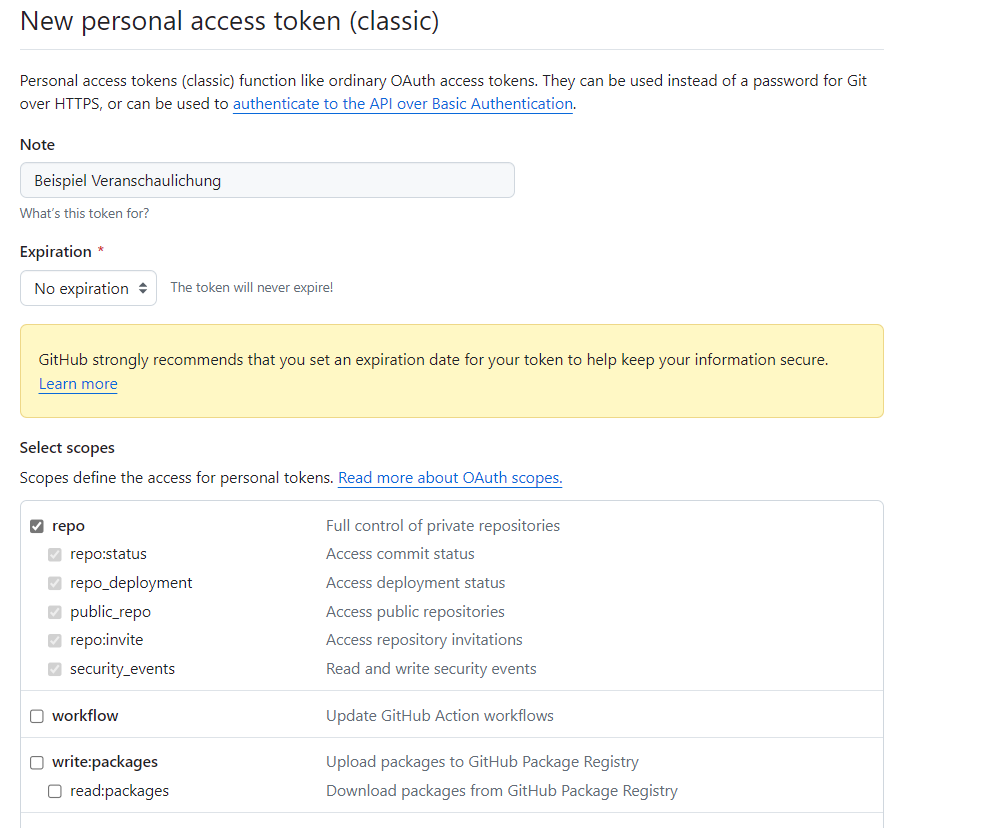 New personal access token (classic)
Personal access tokens (classic) function like ordinary OAuth access tokens. They can be used instead of a password for Git
over HTTPS, or can be used to authenticate to the API over Basic Authentication.
Note
Beispiel Veranschaulichung
What's this token for?
Expiration *
No expiration The token will never expire!
GitHub strongly recommends that you set an expiration date for your token to help keep your information secure.
Learn more
Select scopes
Scopes define the access for personal tokens. Read more about OAuth scopes.
repo Full control of private repositories
repo:status Access commit status
repo_deployment Access deployment status
public_repo Access public repositories
repo:invite Access repository invitations
security_events Read and write security events
workflow Update GitHub Action workflows
write:packages Upload packages to GitHub Package Registry
read:packages Download packages from GitHub Package Registry